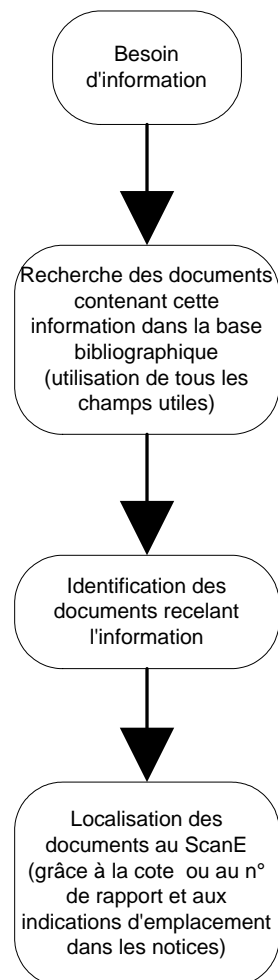 Besoin
d'information
Recherche des documents
contenant cette
information dans la base
bibliographique
(utilisation de tous les
champs utiles)
Identification des
documents recelant
l'information
Localisation des
documents au ScanE
(grâce à la cote ou au n°
de rapport et aux
indications d'emplacement
dans les notices)